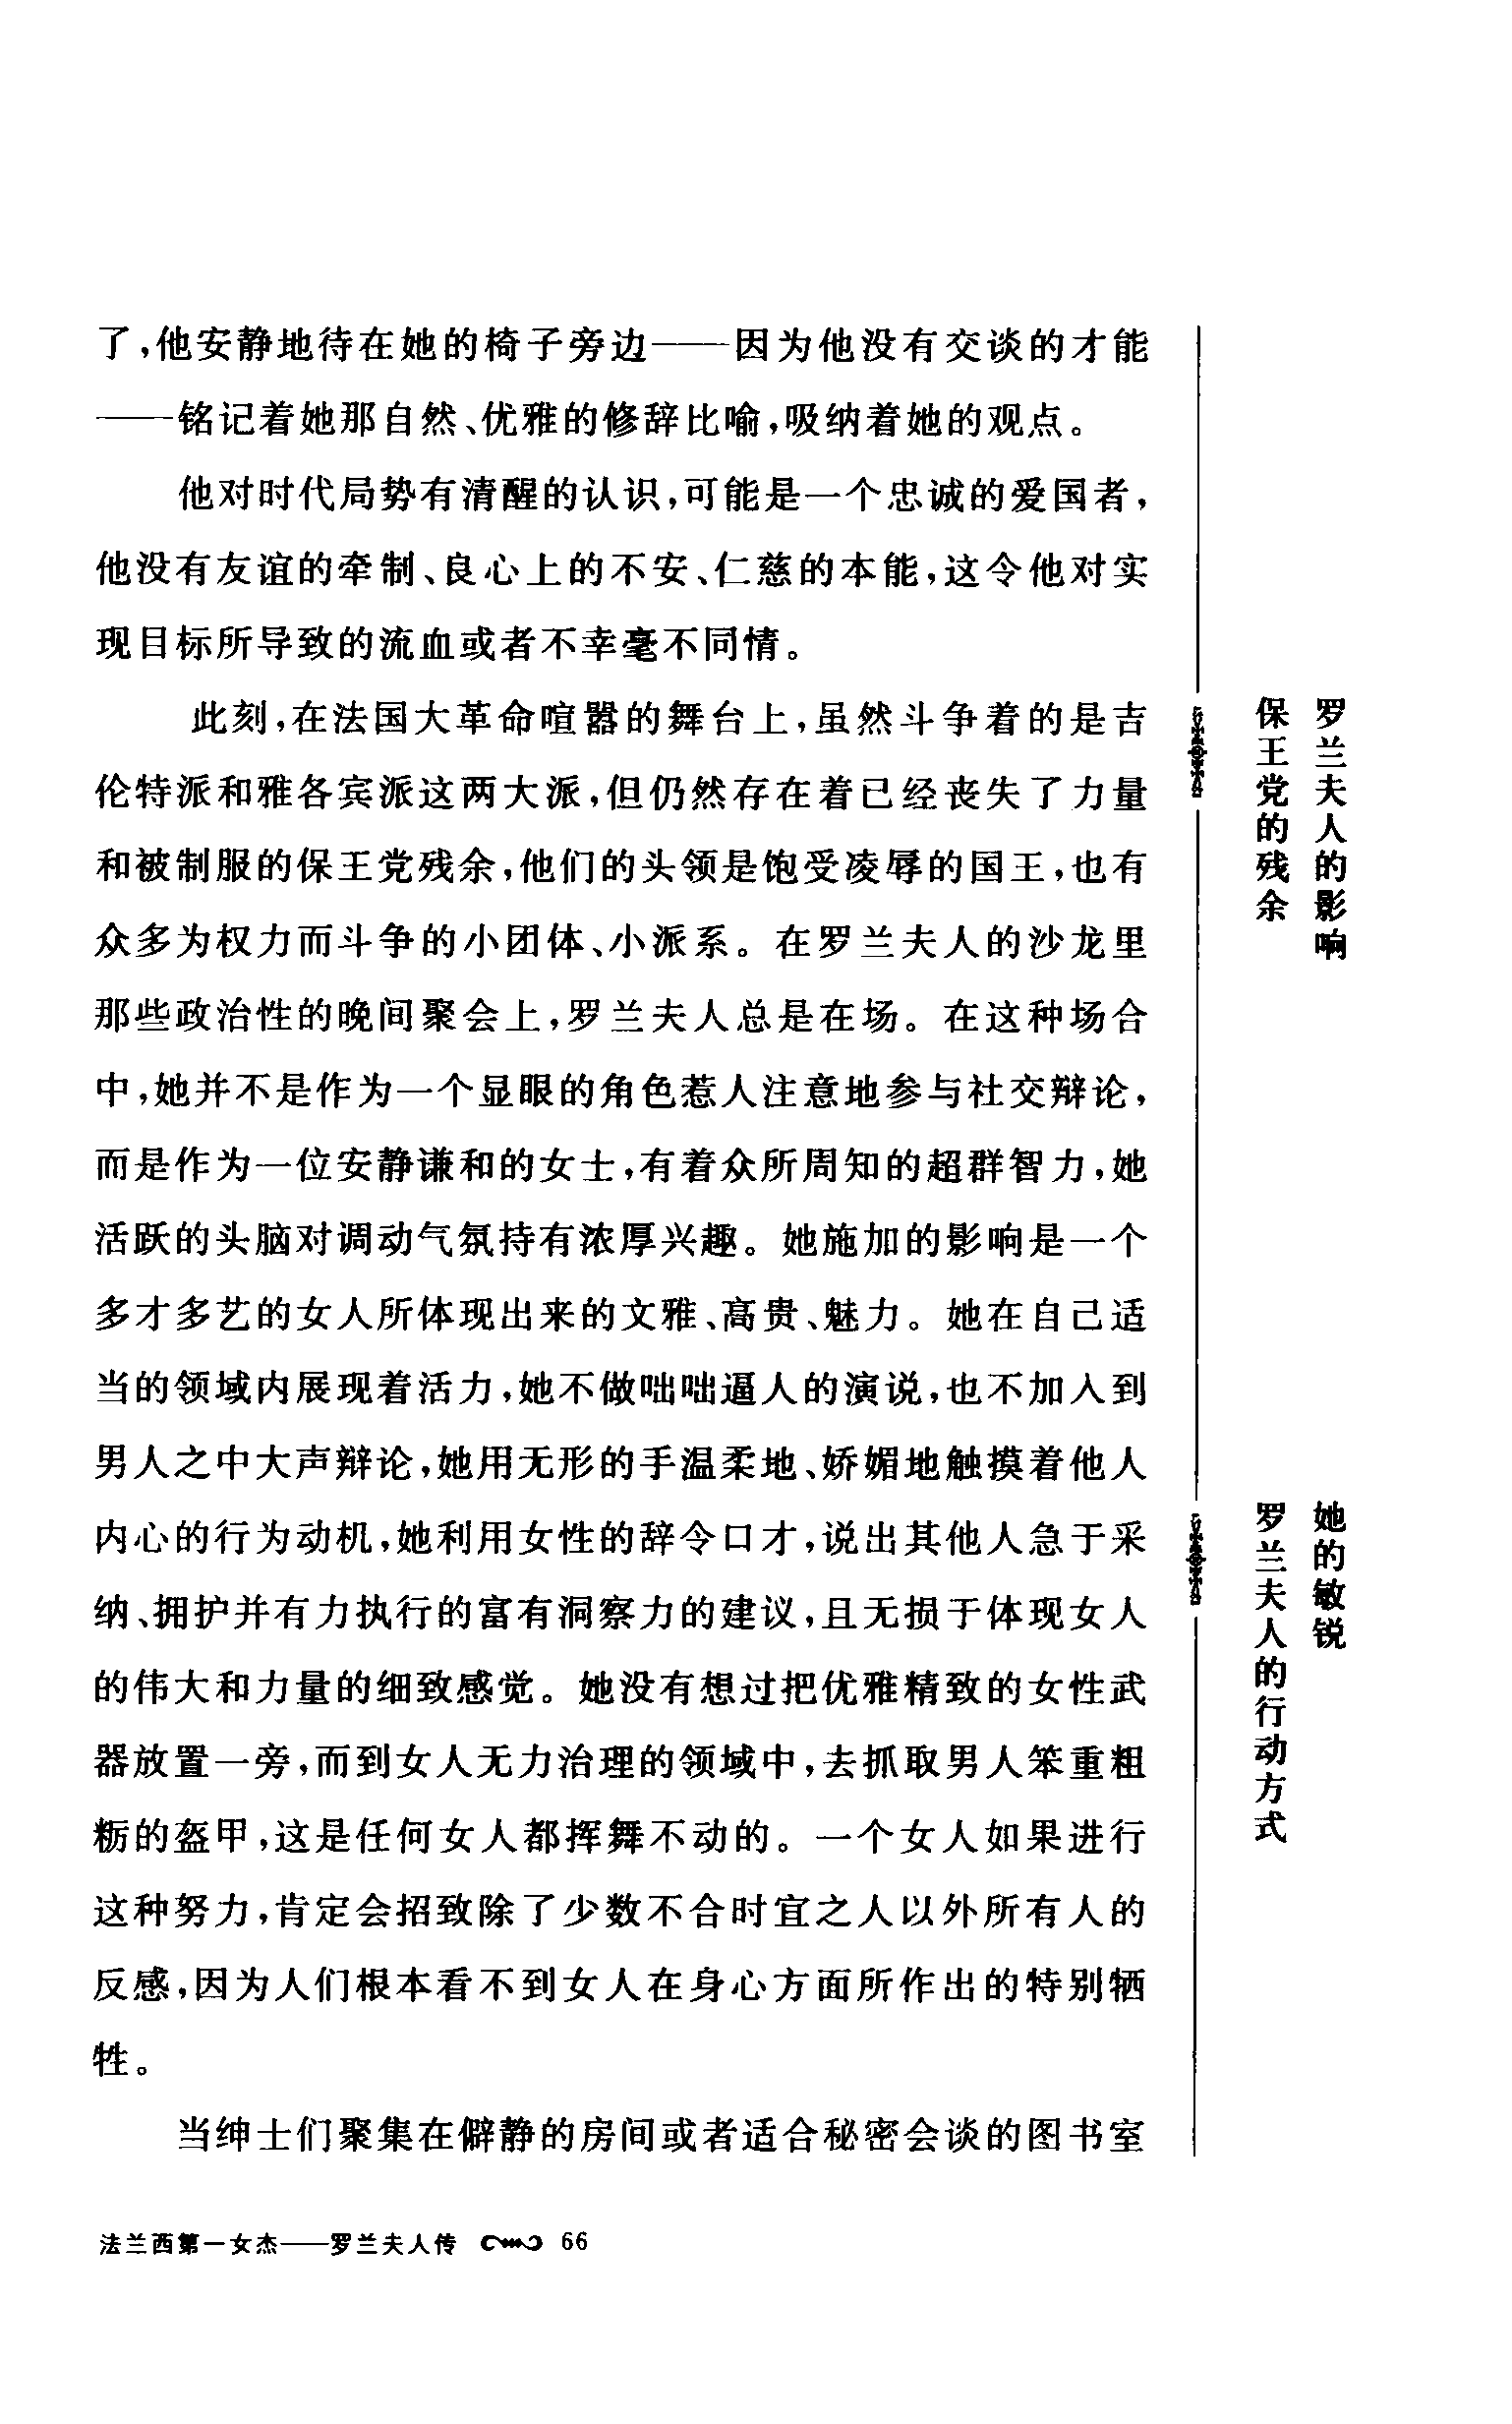 了，他安静地待在她的椅子旁边——因为他没有交谈的才能
——铭记着她那自然、优雅的修辞比喻，吸纳着她的观点。
他对时代局势有清醒的认识，可能是一个忠诚的爱国者，
他没有友谊的牵制、良心上的不安、仁慈的本能，这令他对实
现目标所导致的流血或者不幸毫不同情。
此刻，在法国大革命喧嚣的舞台上，虽然斗争着的是吉
伦特派和雅各宾派这两大派，但仍然存在着已经丧失了力量
和被制服的保王党残余，他们的头领是饱受凌辱的国王，也有
众多为权力而斗争的小团体、小派系。在罗兰夫人的沙龙里
那些政治性的晚间聚会上，罗兰夫人总是在场。在这种场合
中，她并不是作为一个显眼的角色惹人注意地参与社交辩论，
而是作为一位安静谦和的女士，有着众所周知的超群智力，她
活跃的头脑对调动气氛持有浓厚兴趣。她施加的影响是一个
多才多艺的女人所体现出来的文雅、高贵、魅力。她在自己适
当的领域内展现着活力，她不做咄咄逼人的演说，也不加入到
男人之中大声辩论，她用无形的手温柔地、娇媚地触摸着他人
内心的行为动机，她利用女性的辞令口才，说出其他人急于采
纳、拥护并有力执行的富有洞察力的建议，且无损于体现女人
的伟大和力量的细致感觉。她没有想过把优雅精致的女性武
器放置一旁，而到女人无力治理的领域中，去抓取男人笨重粗
粝的盔甲，这是任何女人都挥舞不动的。一个女人如果进行
这种努力，肯定会招致除了少数不合时宜之人以外所有人的
反感，因为人们根本看不到女人在身心方面所作出的特别牺
牲。
当绅士们聚集在僻静的房间或者适合秘密会谈的图书室
罗兰夫人的影响
保王党的残余
她的敏锐
罗兰夫人的行动方式
法兰西第一女杰——罗兰夫人传 66